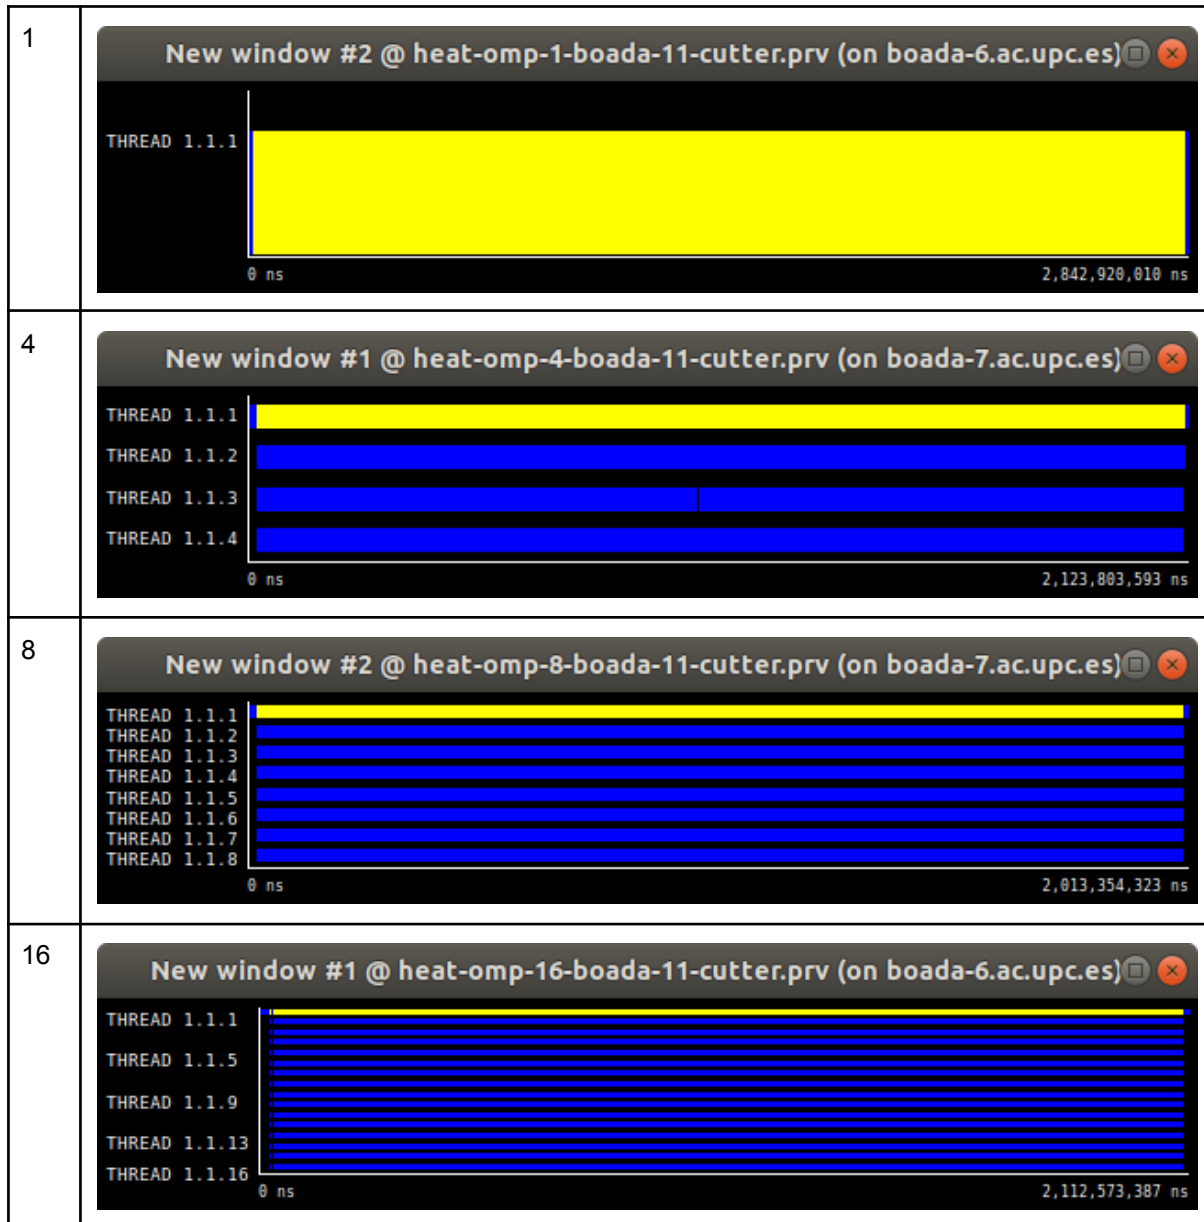 1
New window #2 @ heat-omp-1-boada-11-cutter.prv (on boada-6.ac.upc.es)
THREAD 1.1.1
0 ns 2,842,920,010 ns
4
New window #1 @ heat-omp-4-boada-11-cutter.prv (on boada-7.ac.upc.es)
THREAD 1.1.1
THREAD 1.1.2
THREAD 1.1.3
THREAD 1.1.4
0 ns 2,123,803,593 ns
8
New window #2 @ heat-omp-8-boada-11-cutter.prv (on boada-7.ac.upc.es)
THREAD 1.1.1
THREAD 1.1.2
THREAD 1.1.3
THREAD 1.1.4
THREAD 1.1.5
THREAD 1.1.6
THREAD 1.1.7
THREAD 1.1.8
0 ns 2,013,354,323 ns
16
New window #1 @ heat-omp-16-boada-11-cutter.prv (on boada-6.ac.upc.es)
THREAD 1.1.1
THREAD 1.1.5
THREAD 1.1.9
THREAD 1.1.13
THREAD 1.1.16
0 ns 2,112,573,387 ns